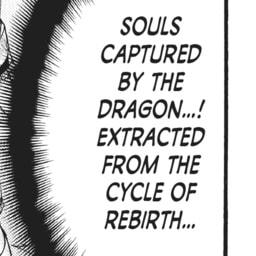 SOULS
CAPTURED
BY THE
DRAGON...!
EXTRACTED
FROM THE
CYCLE OF
REBIRTH...